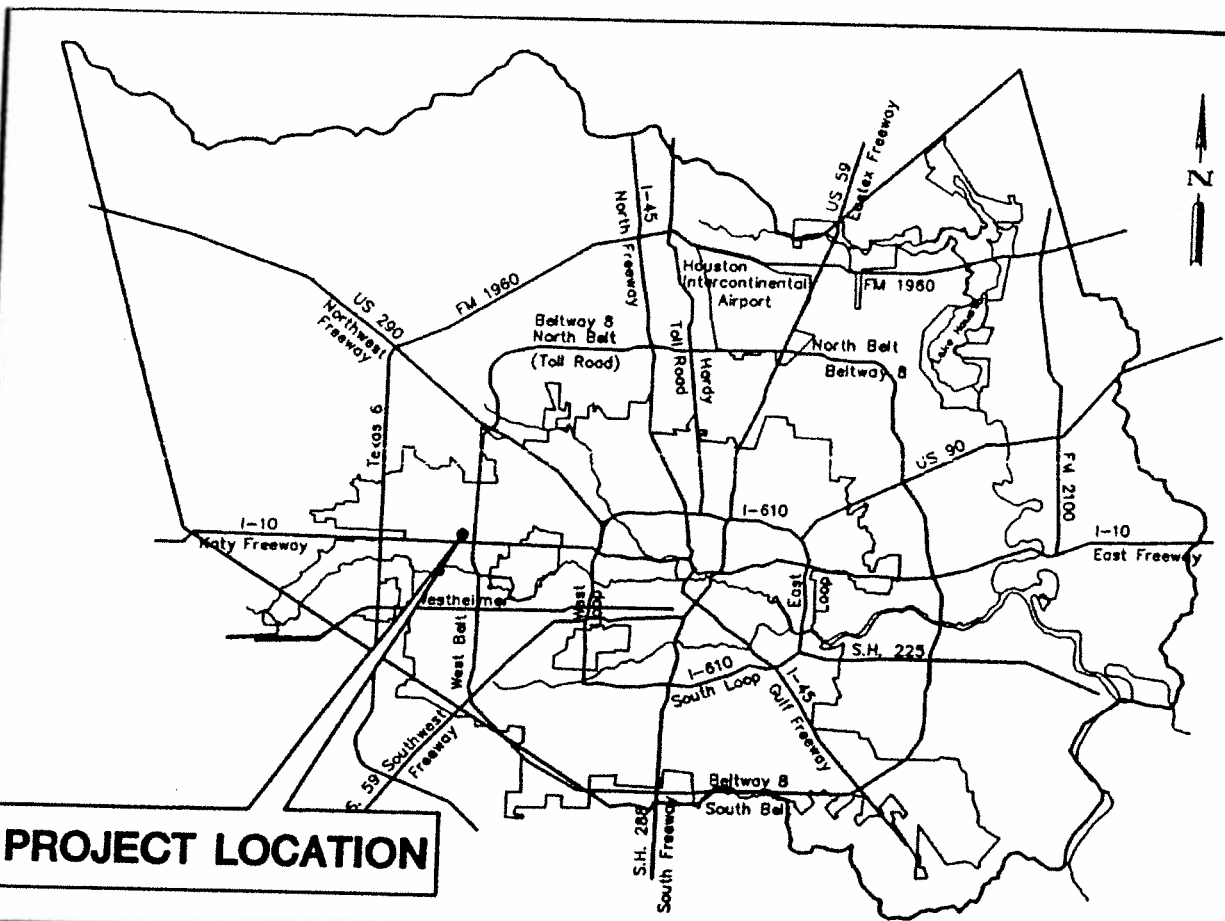 US 59
Eastex Freeway
N
I-45
North Freeway
Houston
Intercontinental
Airport
FM 1960
FM 1960
US 290
Northwest
Freeway
Beltway 8
North Belt
(Toll Road)
Toll Road
Hardy
North Belt
Beltway 8
Lake Houston
Texas 6
US 90
FM 2100
I-610
I-10
Katy Freeway
I-10
East Freeway
Westheimer
West
Loop
East
Loop
West Belt
S.H. 225
I-610
South Loop
I-45
Gulf Freeway
S. 59 Southwest
Freeway
Beltway 8
South Belt
S.H. 288
South Freeway
PROJECT LOCATION